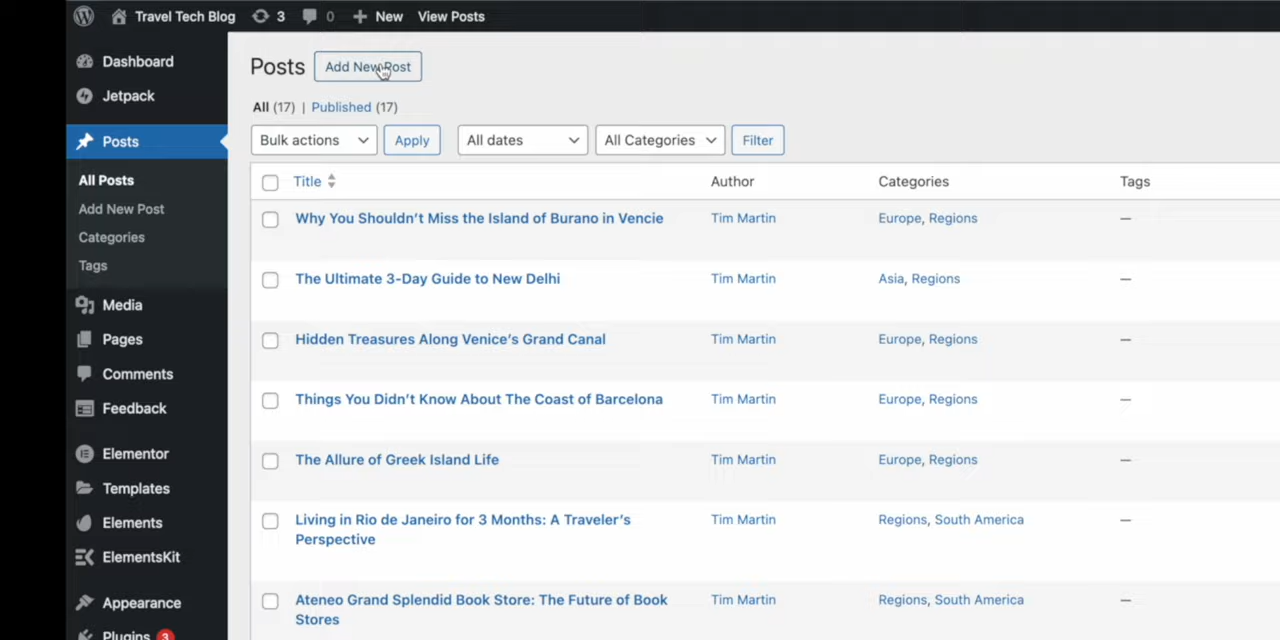 Travel Tech Blog 3 0 New View Posts
Dashboard
Jetpack
Posts
All Posts
Add New Post
Categories
Tags
Media
Pages
Comments
Feedback
Elementor
Templates
Elements
ElementsKit
Appearance
Plugins 3
Posts Add New Post
All (17) | Published (17)
Bulk actions Apply All dates All Categories Filter
Title Author Categories Tags
Why You Shouldn’t Miss the Island of Burano in Vencie Tim Martin Europe, Regions —
The Ultimate 3-Day Guide to New Delhi Tim Martin Asia, Regions —
Hidden Treasures Along Venice’s Grand Canal Tim Martin Europe, Regions —
Things You Didn’t Know About The Coast of Barcelona Tim Martin Europe, Regions —
The Allure of Greek Island Life Tim Martin Europe, Regions —
Living in Rio de Janeiro for 3 Months: A Traveler’s Tim Martin Regions, South America —
Perspective
Ateneo Grand Splendid Book Store: The Future of Book Tim Martin Regions, South America —
Stores